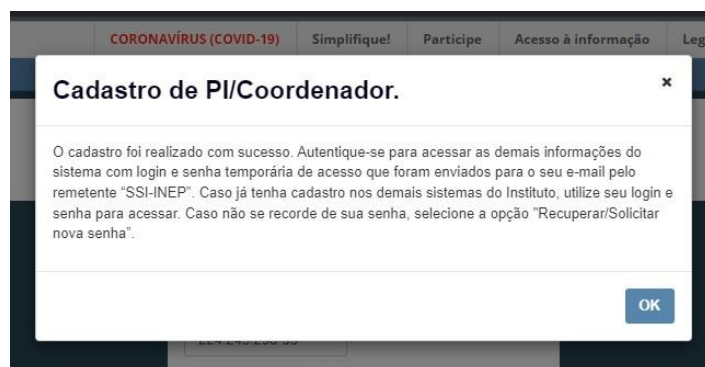 CORONAVÍRUS (COVID-19) Simplifique! Participe Acesso à informação Leg
Cadastro de PI/Coordenador. ×
O cadastro foi realizado com sucesso. Autentique-se para acessar as demais informações do
sistema com login e senha temporária de acesso que foram enviados para o seu e-mail pelo
remetente “SSI-INEP”. Caso já tenha cadastro nos demais sistemas do Instituto, utilize seu login e
senha para acessar. Caso não se recorde de sua senha, selecione a opção "Recuperar/Solicitar
nova senha".
OK